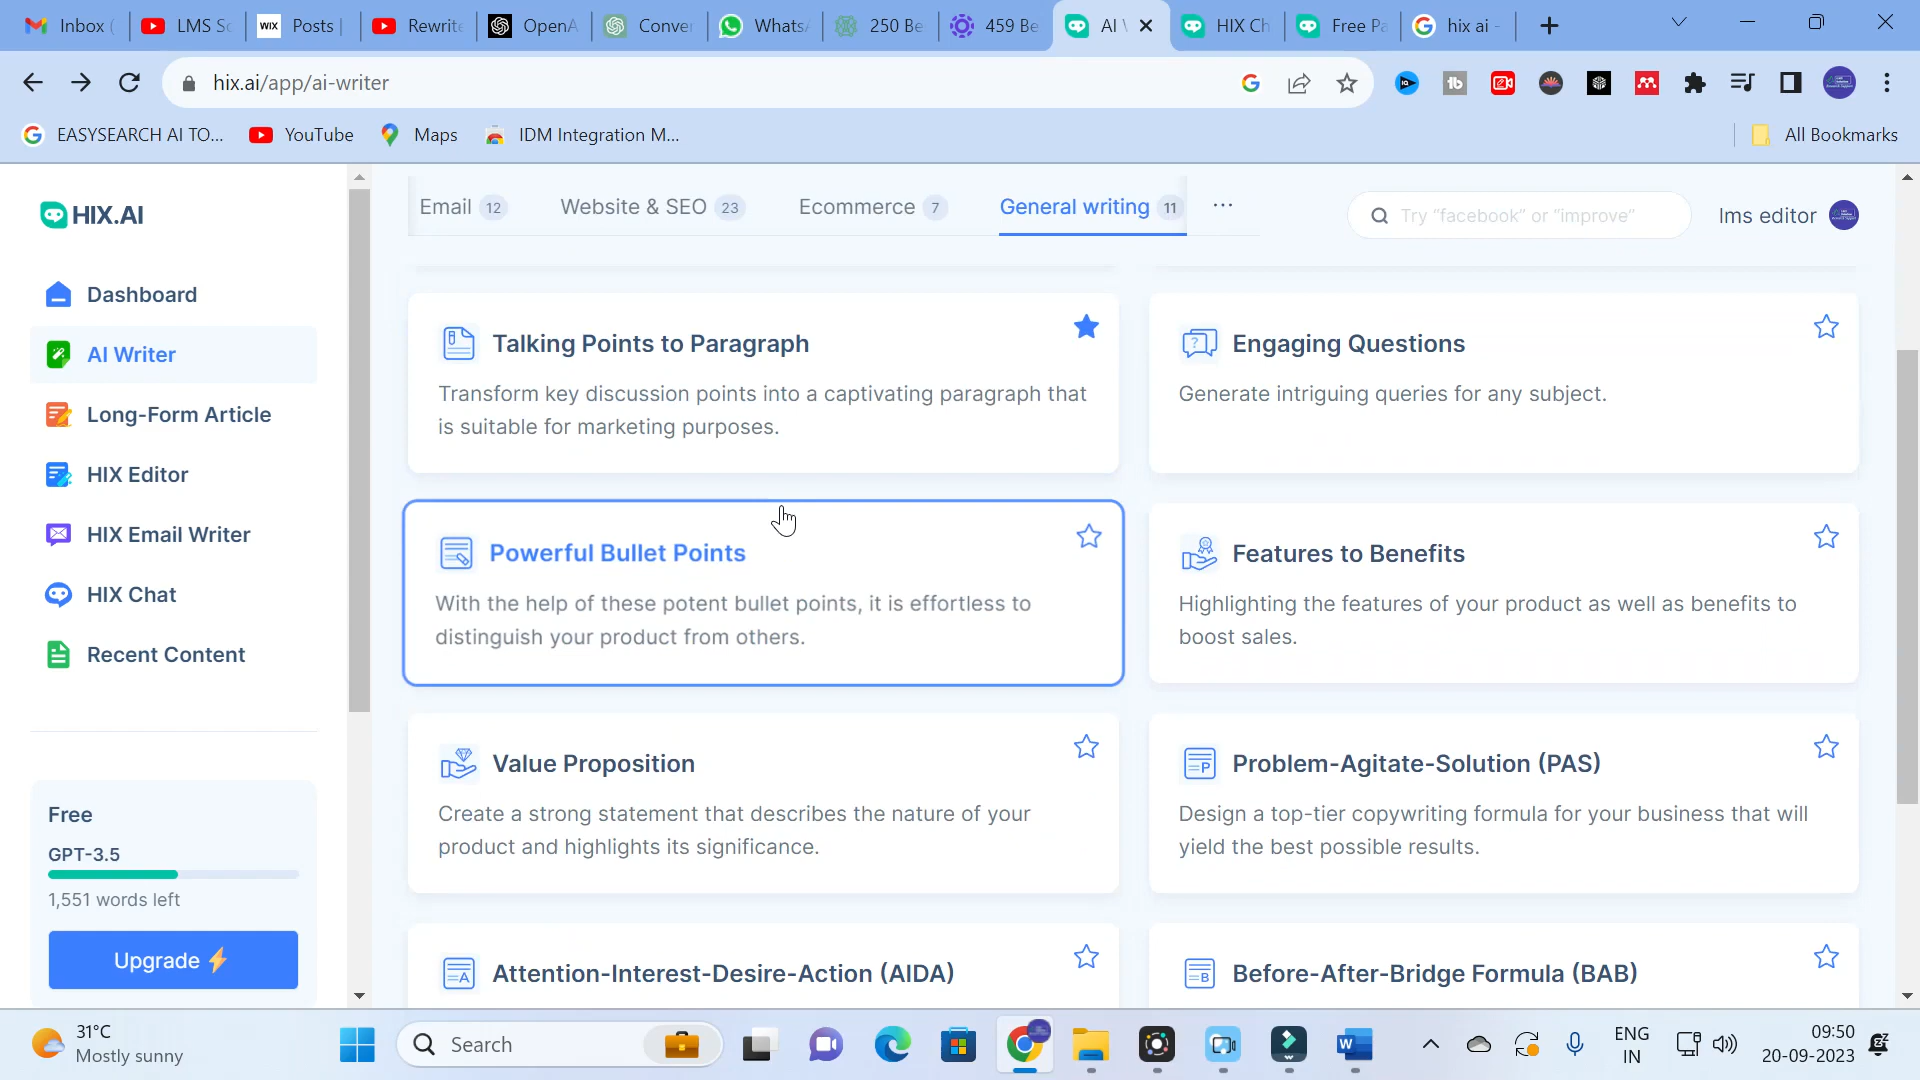 Inbox (
LMS Sc
WIX
Posts |
Rewrite
OpenA
Conver
Whats
250 Be
459 Be
AI
HIX Ch
Free Pa
hix ai -
hix.ai/app/ai-writer
EASYSEARCH AI TO...
YouTube
Maps
IDM Integration M...
All Bookmarks
HIX.AI
Email 12
Website & SEO 23
Ecommerce 7
General writing 11
...
Try "facebook" or "improve"
lms editor
Dashboard
AI Writer
Long-Form Article
HIX Editor
HIX Email Writer
HIX Chat
Recent Content
Free
GPT-3.5
1,551 words left
Upgrade
Talking Points to Paragraph
Transform key discussion points into a captivating paragraph that
is suitable for marketing purposes.
Engaging Questions
Generate intriguing queries for any subject.
Powerful Bullet Points
With the help of these potent bullet points, it is effortless to
distinguish your product from others.
Features to Benefits
Highlighting the features of your product as well as benefits to
boost sales.
Value Proposition
Create a strong statement that describes the nature of your
product and highlights its significance.
Problem-Agitate-Solution (PAS)
Design a top-tier copywriting formula for your business that will
yield the best possible results.
Attention-Interest-Desire-Action (AIDA)
Before-After-Bridge Formula (BAB)
31°C
Mostly sunny
Search
ENG
IN
09:50
20-09-2023